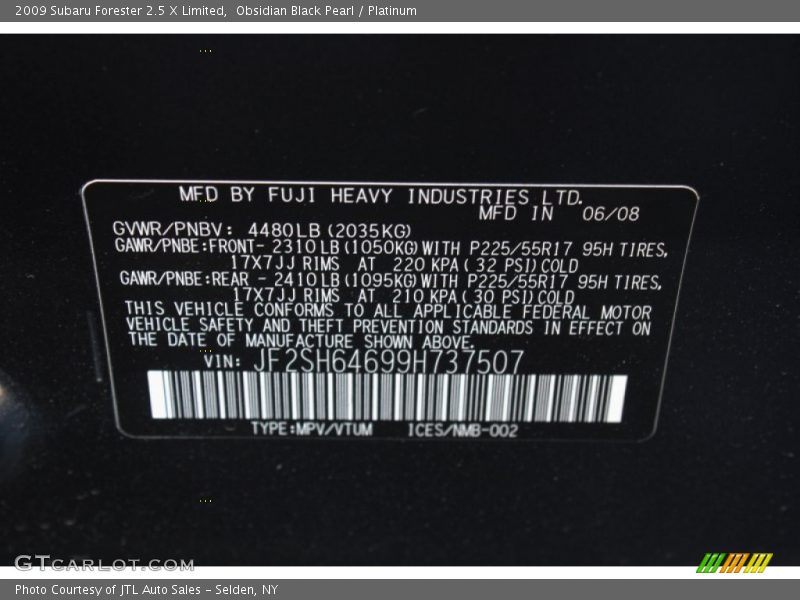 2009 Subaru Forester 2.5 X Limited,  Obsidian Black Pearl / Platinum
MFD BY FUJI HEAVY INDUSTRIES LTD.
MFD IN 06/08
GVWR/PNBV: 4480LB (2035KG)
GAWR/PNBE:FRONT- 2310LB (1050KG) WITH P225/55R17 95H TIRES,
17X7JJ RIMS AT 220 KPA ( 32 PSI) COLD
GAWR/PNBE:REAR - 2410LB (1095KG) WITH P225/55R17 95H TIRES,
17X7JJ RIMS AT 210 KPA ( 30 PSI) COLD
THIS VEHICLE CONFORMS TO ALL APPLICABLE FEDERAL MOTOR
VEHICLE SAFETY AND THEFT PREVENTION STANDARDS IN EFFECT ON
THE DATE OF MANUFACTURE SHOWN ABOVE.
VIN: JF2SH64699H737507
TYPE:MPV/VTUM ICES/NMB-002
GTCARLOT.COM
Photo Courtesy of JTL Auto Sales – Selden, NY